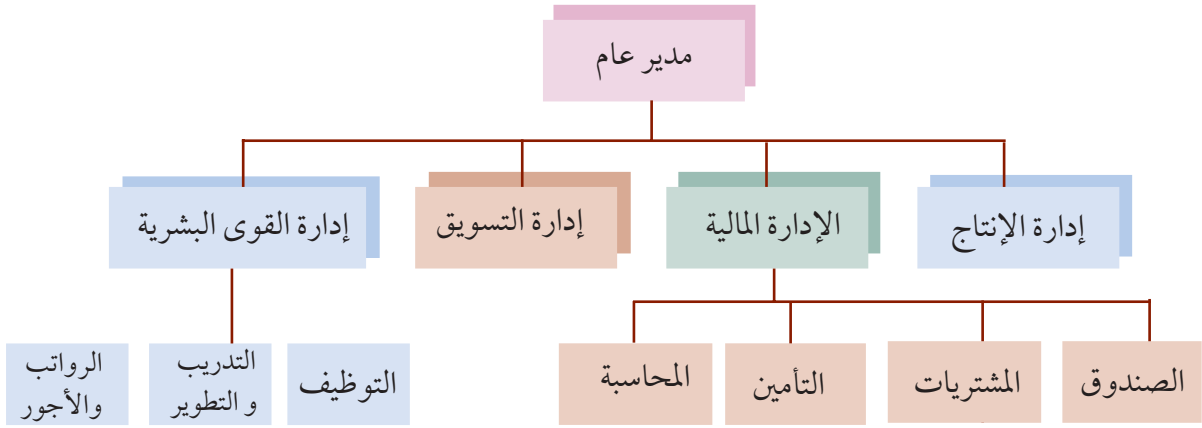 مدير عام
إدارة الإنتاج
الإدارة المالية
إدارة التسويق
إدارة القوى البشرية
الصندوق
المشتريات
التأمين
المحاسبة
التوظيف
التدريب
و التطوير
الرواتب
والأجور